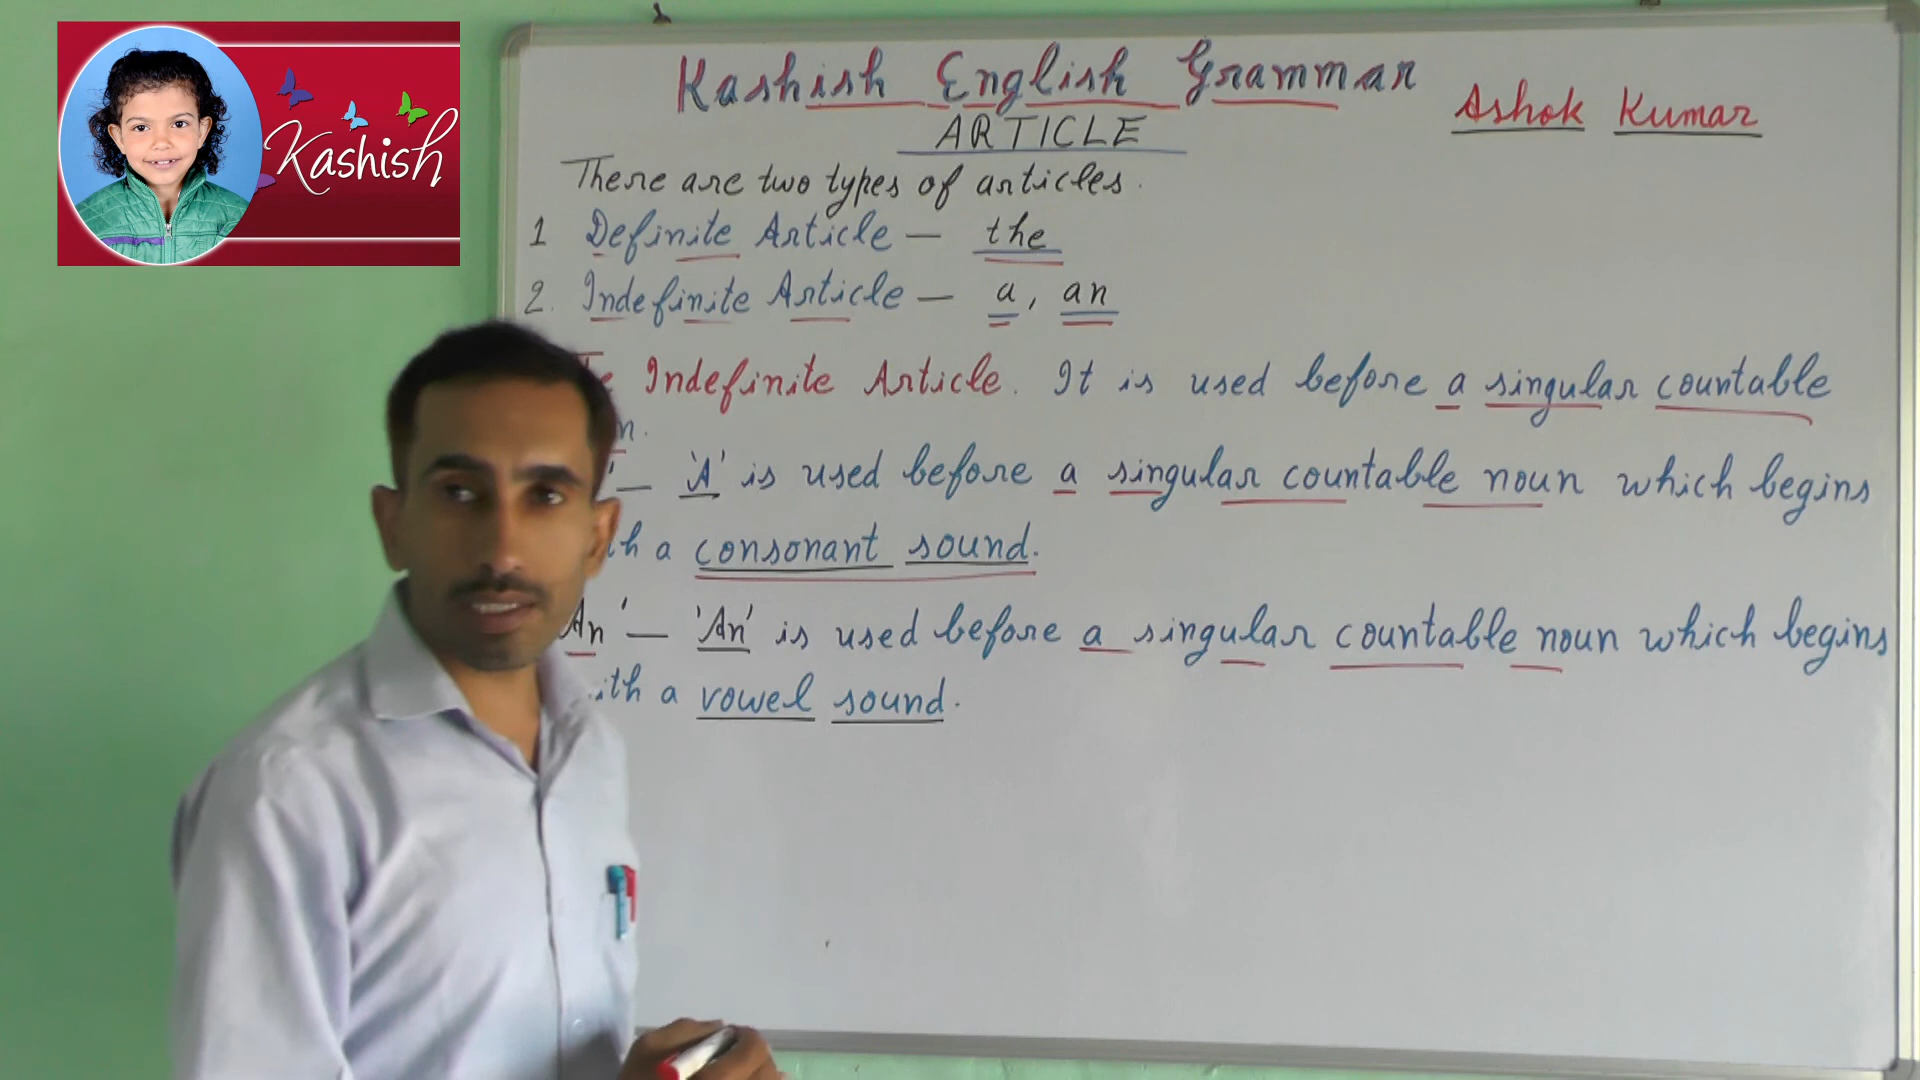 Kashish
Kashish English Grammar
Ashok Kumar
ARTICLE
There are two types of articles.
1 Definite Article — the
2. Indefinite Article — a, an
Indefinite Article. It is used before a singular countable
— 'A' is used before a singular countable noun which begins
a consonant sound.
An' — 'An' is used before a singular countable noun which begins
a vowel sound.